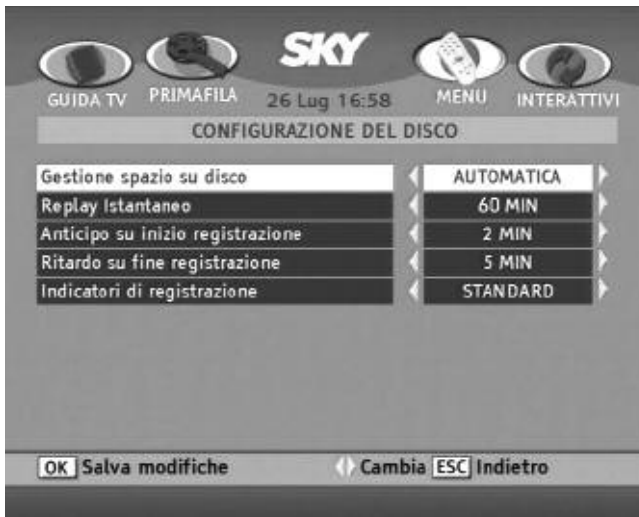 SKY
GUIDA TV PRIMAFILA 26 Lug 16:58 MENU INTERATTIVI
CONFIGURAZIONE DEL DISCO
Gestione spazio su disco AUTOMATICA
Replay Istantaneo 60 MIN
Anticipo su inizio registrazione 2 MIN
Ritardo su fine registrazione 5 MIN
Indicatori di registrazione STANDARD
OK Salva modifiche Cambia ESC Indietro